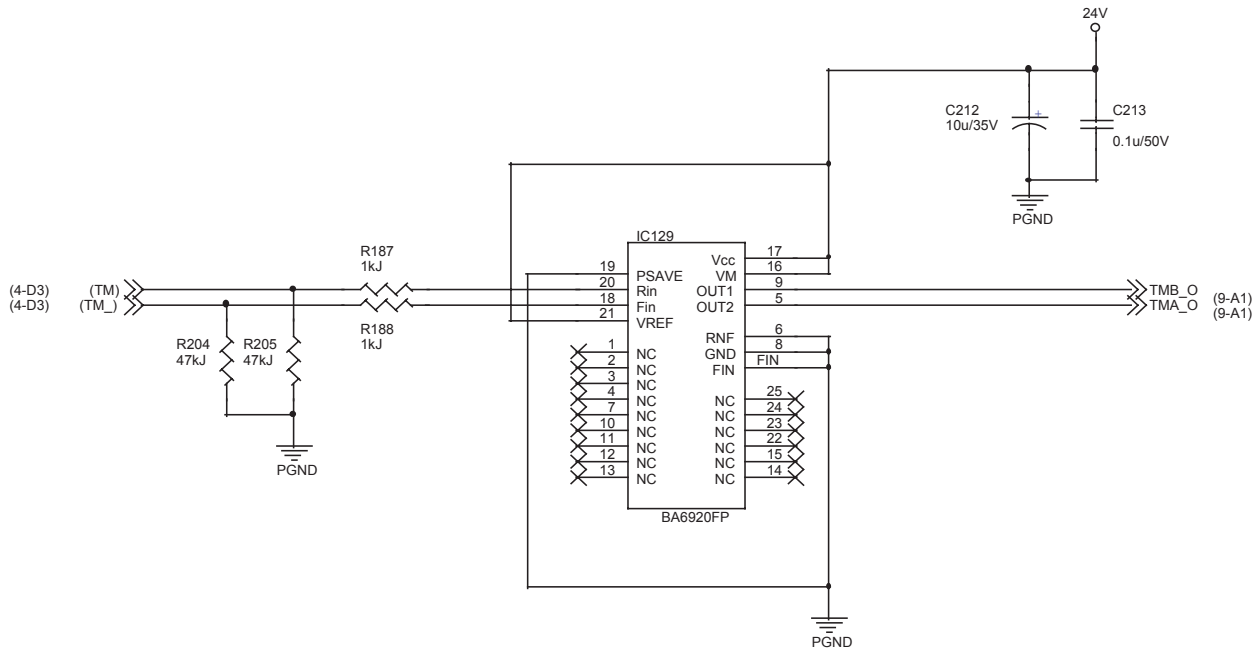 24V
C212
10u/35V
+
C213
0.1u/50V
PGND
IC129
R187
1kJ
(4-D3) (TM)
(4-D3) (TM_)
R188
1kJ
R204
47kJ
R205
47kJ
PGND
19 PSAVE
20 Rin
18 Fin
21 VREF
1 NC
2 NC
3 NC
4 NC
7 NC
10 NC
11 NC
12 NC
13 NC
Vcc 17
VM 16
OUT1 9
OUT2 5
RNF 6
GND 8
FIN FIN
NC 25
NC 24
NC 23
NC 22
NC 15
NC 14
BA6920FP
TMB_O (9-A1)
TMA_O (9-A1)
PGND